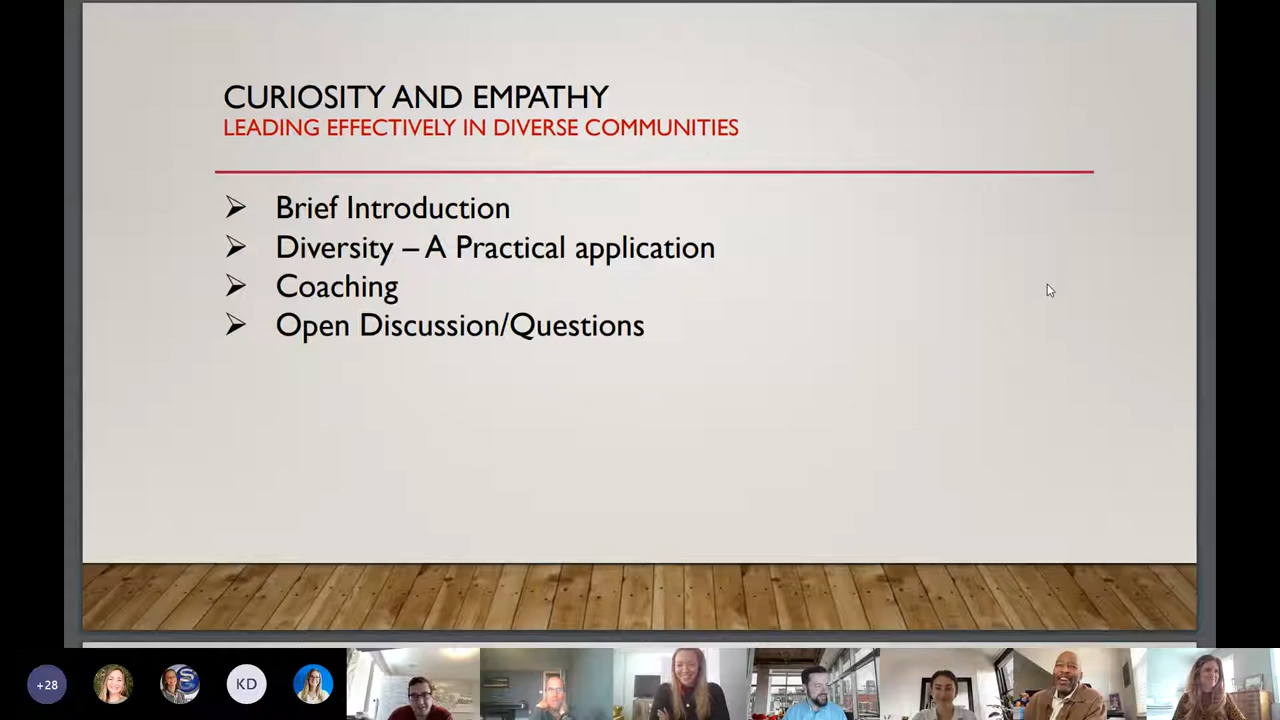 CURIOSITY AND EMPATHY
LEADING EFFECTIVELY IN DIVERSE COMMUNITIES
Brief Introduction
Diversity – A Practical application
Coaching
Open Discussion/Questions
+28
KD